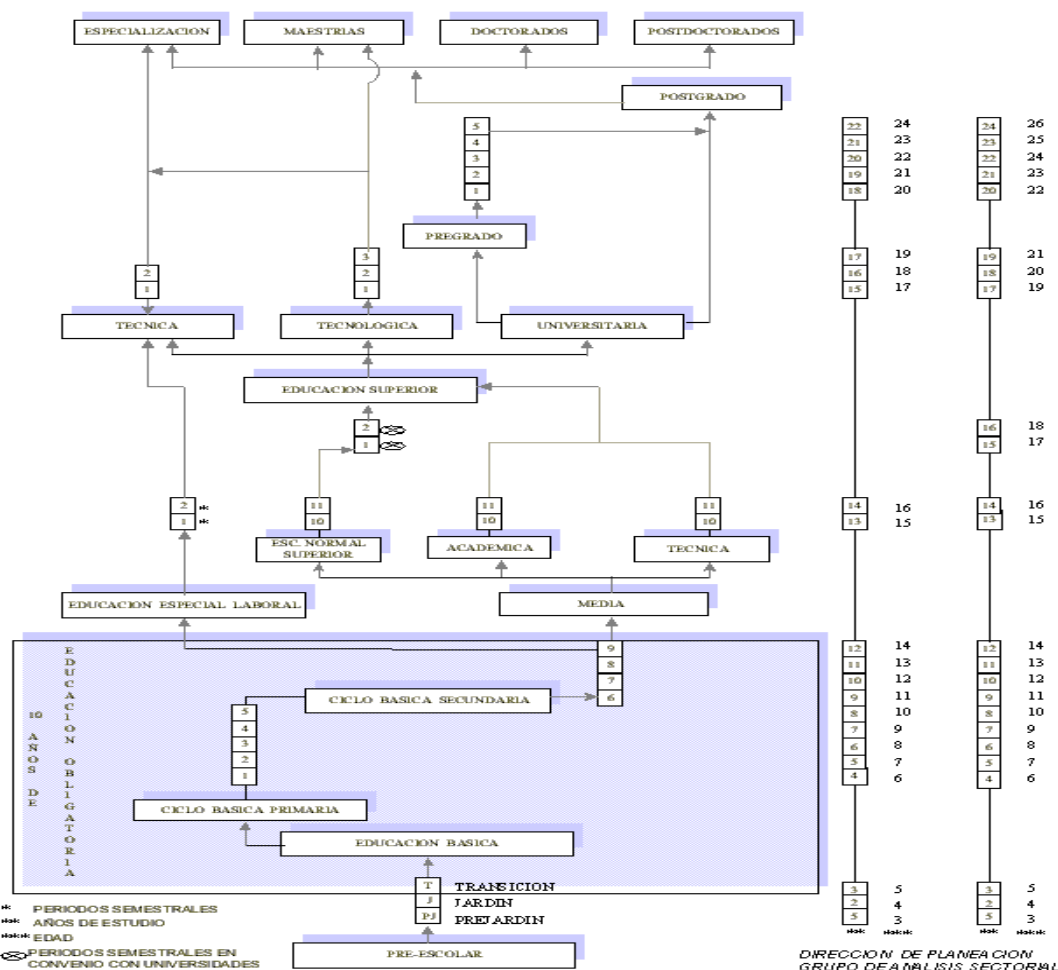 ESPECIALIZACION
MAESTRIAS
DOCTORADOS
POSTDOCTORADOS
POSTGRADO
5
4
3
2
1
PREGRADO
2
1
3
2
1
TECNICA
TECNOLOGICA
UNIVERSITARIA
EDUCACION SUPERIOR
2
1
2 *
1 *
11
10
11
10
11
10
ESC. NORMAL
SUPERIOR
ACADEMICA
TECNICA
EDUCACION ESPECIAL LABORAL
MEDIA
10 AÑOS DE
EDUCACION OBLIGATORIA
9
8
7
6
CICLO BASICA SECUNDARIA
5
4
3
2
1
CICLO BASICA PRIMARIA
EDUCACION BASICA
T TRANSICION
J JARDIN
PJ PREJARDIN
PRE-ESCOLAR
* PERIODOS SEMESTRALES
*** AÑOS DE ESTUDIO
**** EDAD
PERIODOS SEMESTRALES EN
CONVENIO CON UNIVERSIDADES
22 24
21 23
20 22
19 21
18 20
17 19
16 18
15 17
14 16
13 15
12 14
11 13
10 12
9 11
8 10
7 9
6 8
5 7
4 6
3 5
2 4
5 3
*** ****
24 26
23 25
22 24
21 23
20 22
19 21
18 20
17 19
16 18
15 17
14 16
13 15
12 14
11 13
10 12
9 11
8 10
7 9
6 8
5 7
4 6
3 5
2 4
5 3
*** ****
DIRECCION DE PLANEACION
GRUPO DE ANALISIS SECTORIAL